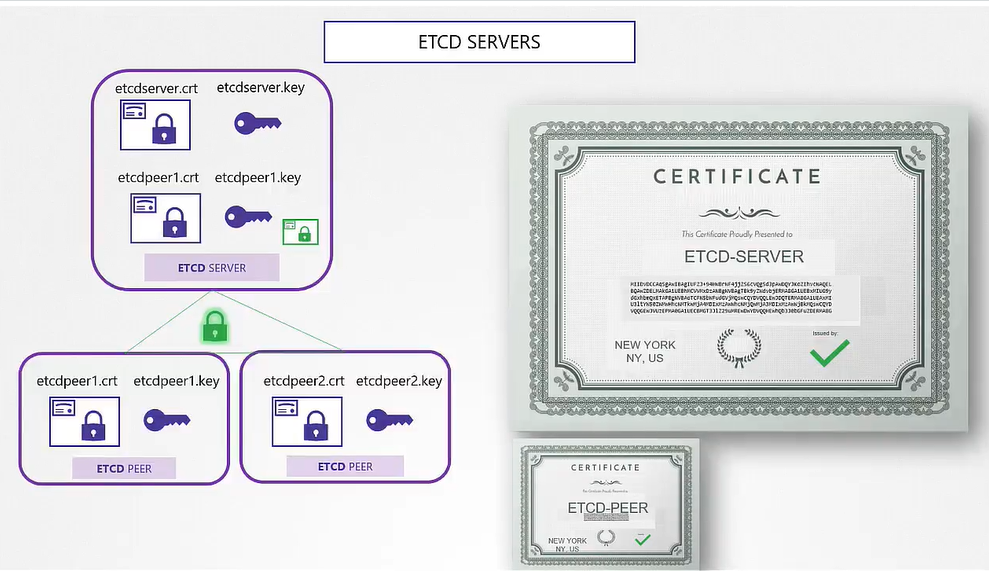 ETCD SERVERS
etcdserver.crt etcdserver.key
etcdpeer1.crt etcdpeer1.key
ETCD SERVER
etcdpeer1.crt etcdpeer1.key
ETCD PEER
etcdpeer2.crt etcdpeer2.key
ETCD PEER
CERTIFICATE
This Certificate Proudly Presented to
ETCD-SERVER
Issued by:
NEW YORK
NY, US
CERTIFICATE
ETCD-PEER
NEW YORK
NY, US